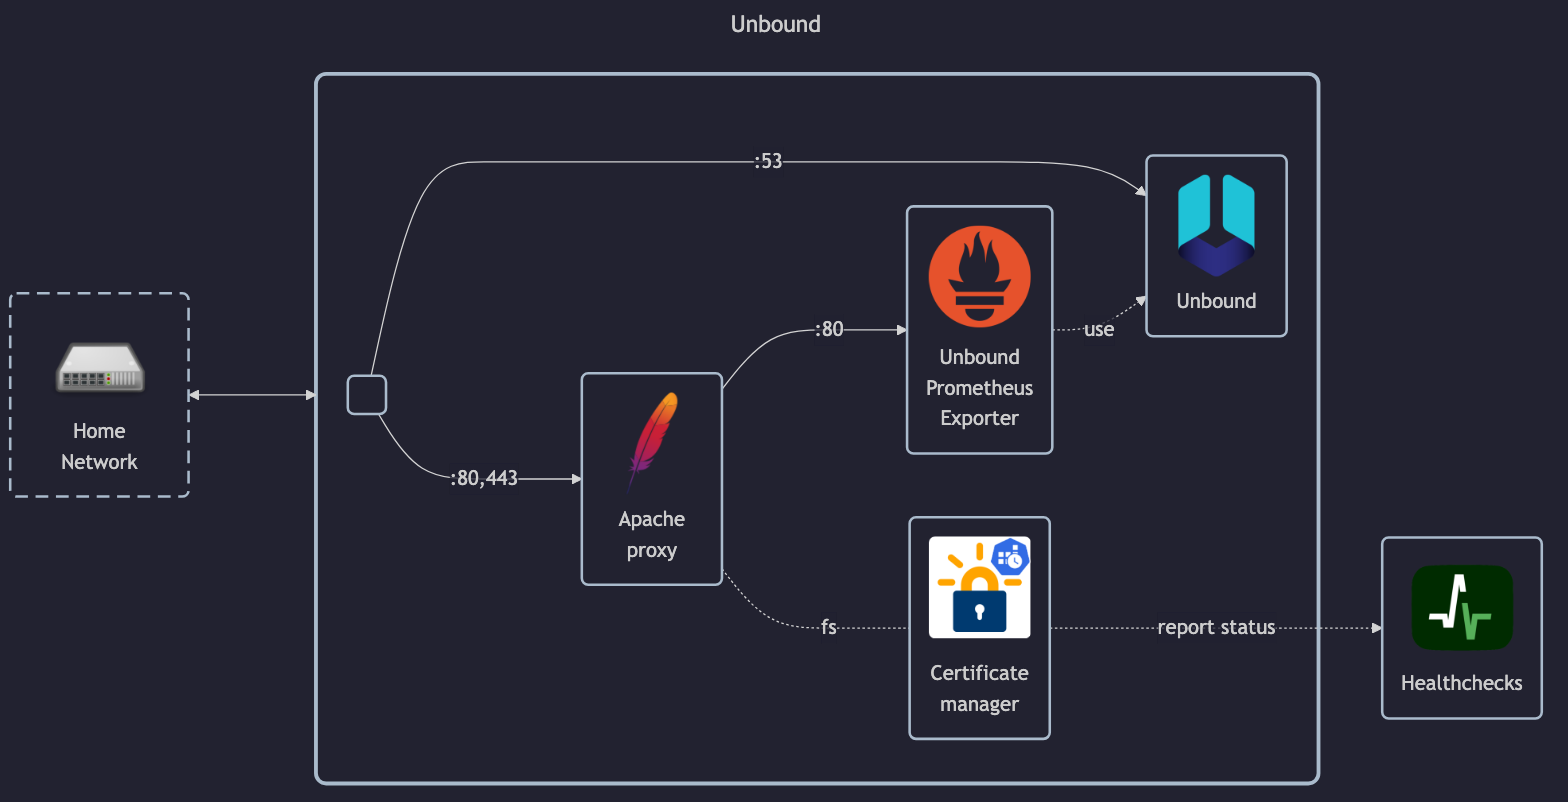 Unbound
:53
Unbound
Unbound
Prometheus
Exporter
:80
use
Home
Network
:80,443
Apache
proxy
fs
Certificate
manager
report status
Healthchecks